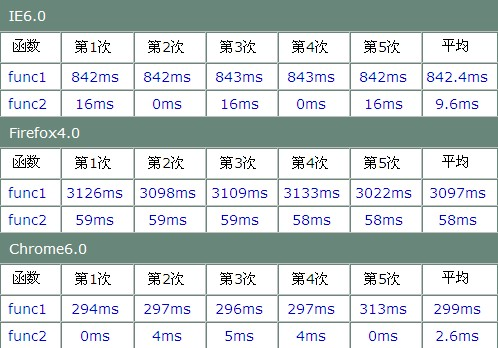 IE6.0
函数 第1次 第2次 第3次 第4次 第5次 平均
func1 842ms 842ms 843ms 843ms 842ms 842.4ms
func2 16ms 0ms 16ms 0ms 16ms 9.6ms
Firefox4.0
函数 第1次 第2次 第3次 第4次 第5次 平均
func1 3126ms 3098ms 3109ms 3133ms 3022ms 3097ms
func2 59ms 59ms 59ms 58ms 58ms 58ms
Chrome6.0
函数 第1次 第2次 第3次 第4次 第5次 平均
func1 294ms 297ms 296ms 297ms 313ms 299ms
func2 0ms 4ms 5ms 4ms 0ms 2.6ms